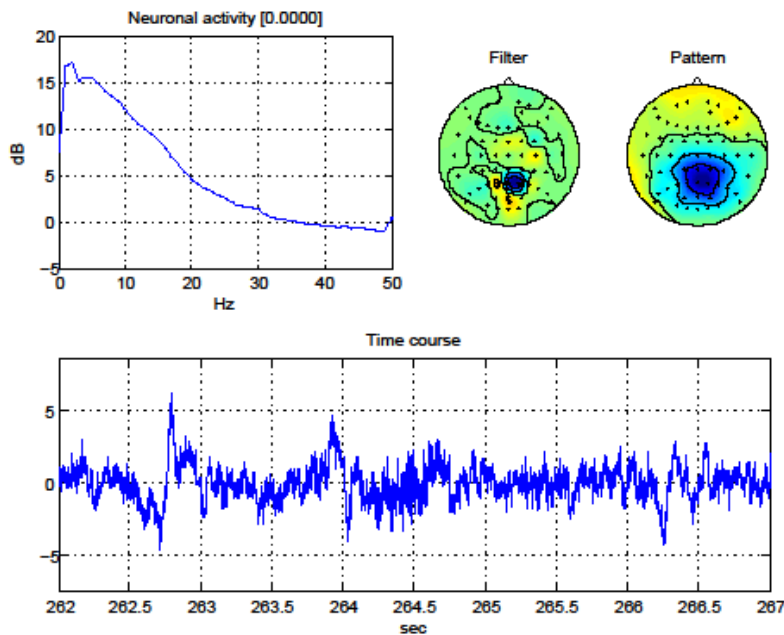 Neuronal activity [0.0000]
20
15
10
5
0
−5
dB
0 10 20 30 40 50
Hz
Filter
Pattern
Time course
5
0
−5
262 262.5 263 263.5 264 264.5 265 265.5 266 266.5 267
sec